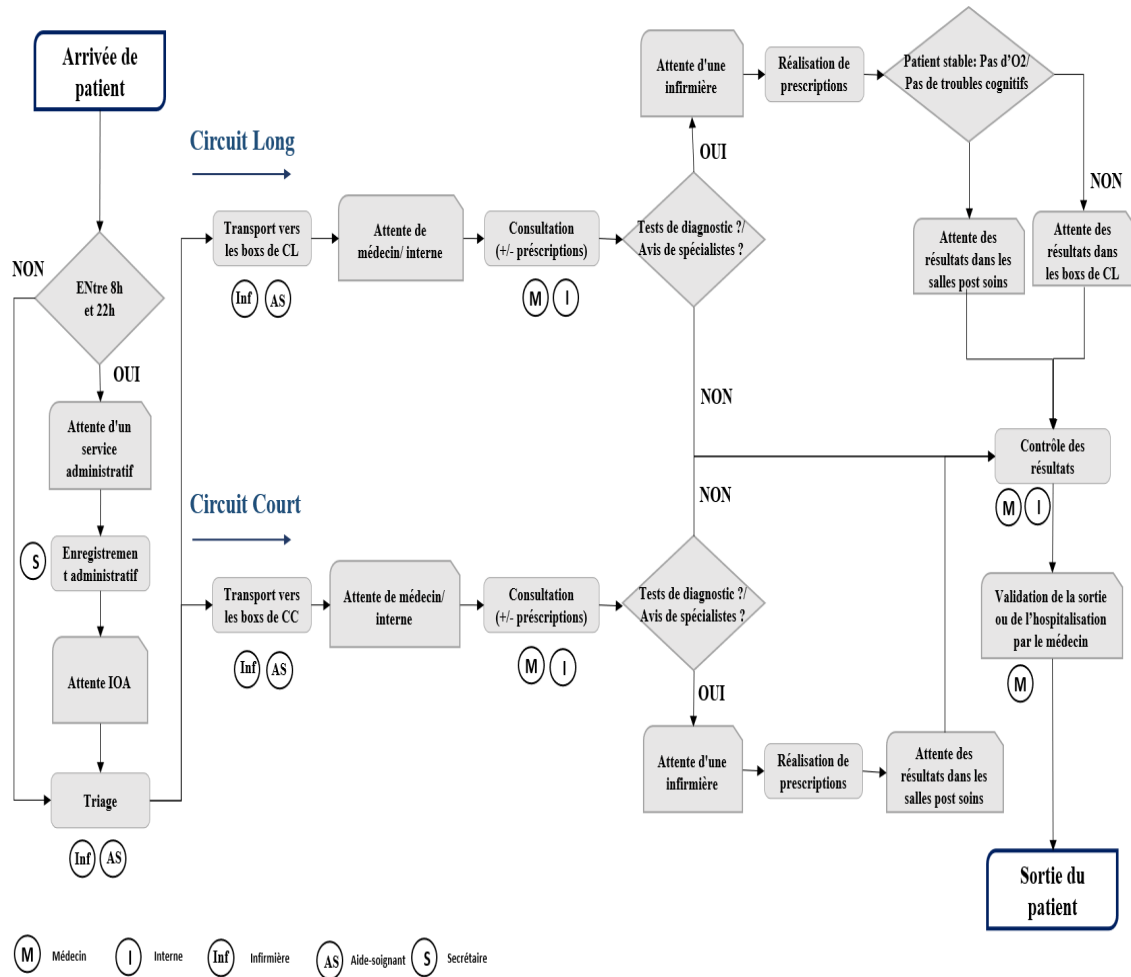 Arrivée de
patient
NON
ENtre 8h
et 22h
OUI
Attente d'un
service
administratif
S
Enregistremen
t administratif
Attente IOA
Triage
Inf
AS
Circuit Long
Transport vers
les boxs de CL
Inf
AS
Attente de
médecin/ interne
Consultation
(+/- préscriptions)
M
I
Tests de diagnostic ?/
Avis de spécialistes ?
OUI
Attente d'une
infirmière
Réalisation de
prescriptions
Patient stable: Pas d'O2/
Pas de troubles cognitifs
NON
Attente des
résultats dans les
salles post soins
Attente des
résultats dans
les boxs de CL
NON
Circuit Court
Transport vers
les boxs de CC
Inf
AS
Attente de médecin/
interne
Consultation
(+/- préscriptions)
M
I
NON
Tests de diagnostic ?/
Avis de spécialistes ?
OUI
Attente d'une
infirmière
Réalisation de
prescriptions
Attente des
résultats dans les
salles post soins
Contrôle des
résultats
M
I
Validation de la sortie
ou de l'hospitalisation
par le médecin
M
Sortie du
patient
M Médecin I Interne Inf Infirmière AS Aide-soignant S Secrétaire